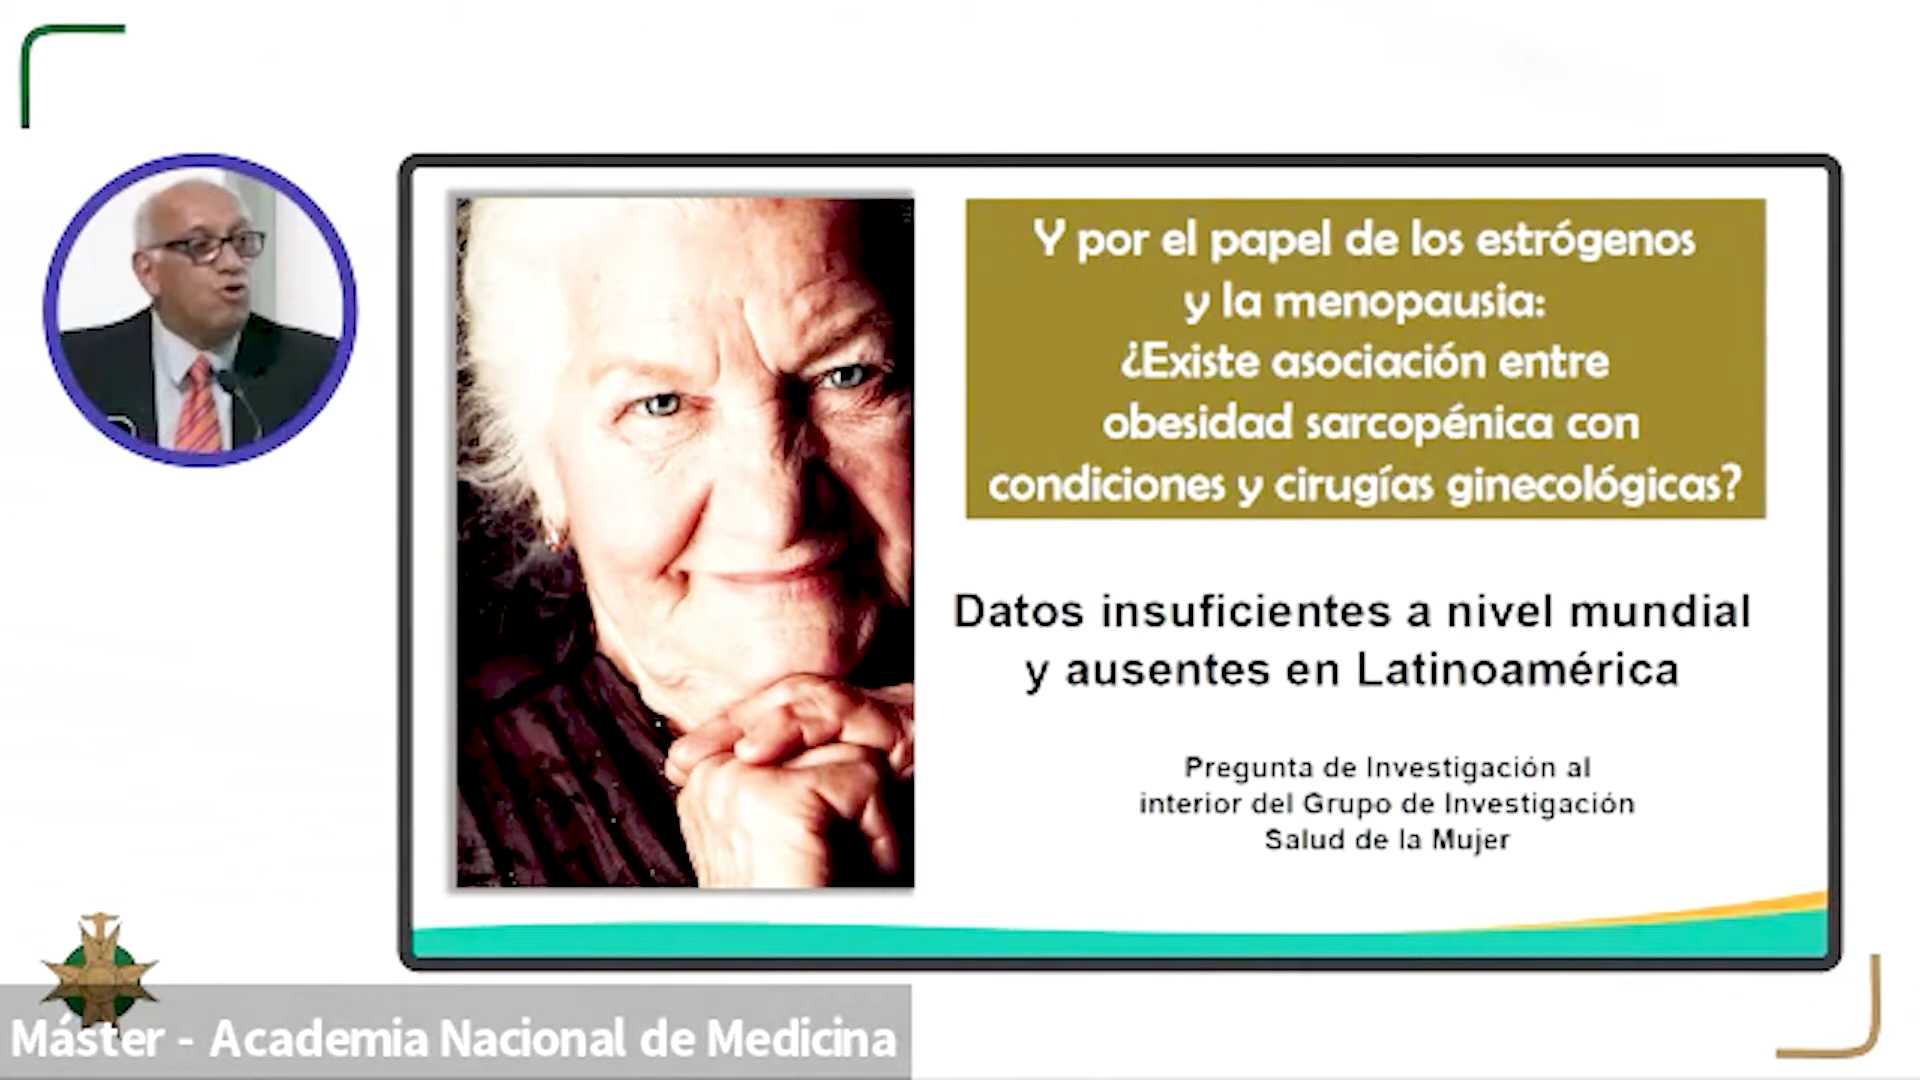 Y por el papel de los estrógenos
y la menopausia:
¿Existe asociación entre
obesidad sarcopénica con
condiciones y cirugías ginecológicas?
Datos insuficientes a nivel mundial
y ausentes en Latinoamérica
Pregunta de Investigación al
interior del Grupo de Investigación
Salud de la Mujer
Máster - Academia Nacional de Medicina